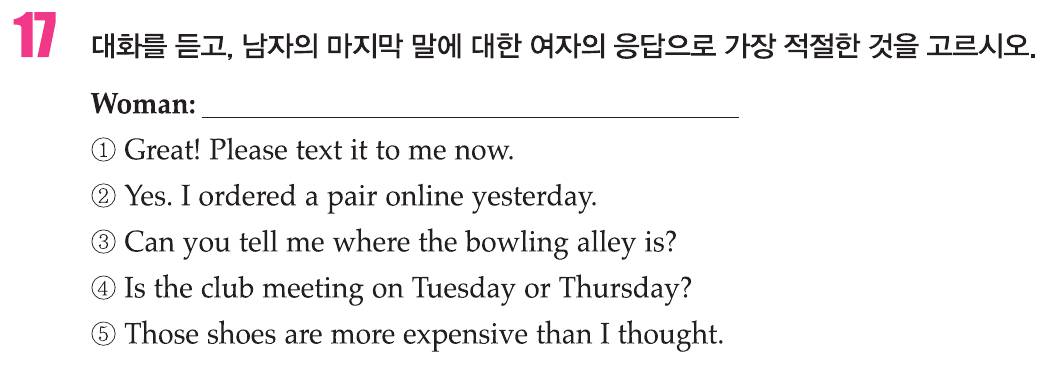 17
대화를 듣고, 남자의 마지막 말에 대한 여자의 응답으로 가장 적절한 것을 고르시오.
Woman:
① Great! Please text it to me now.
② Yes. I ordered a pair online yesterday.
③ Can you tell me where the bowling alley is?
④ Is the club meeting on Tuesday or Thursday?
⑤ Those shoes are more expensive than I thought.